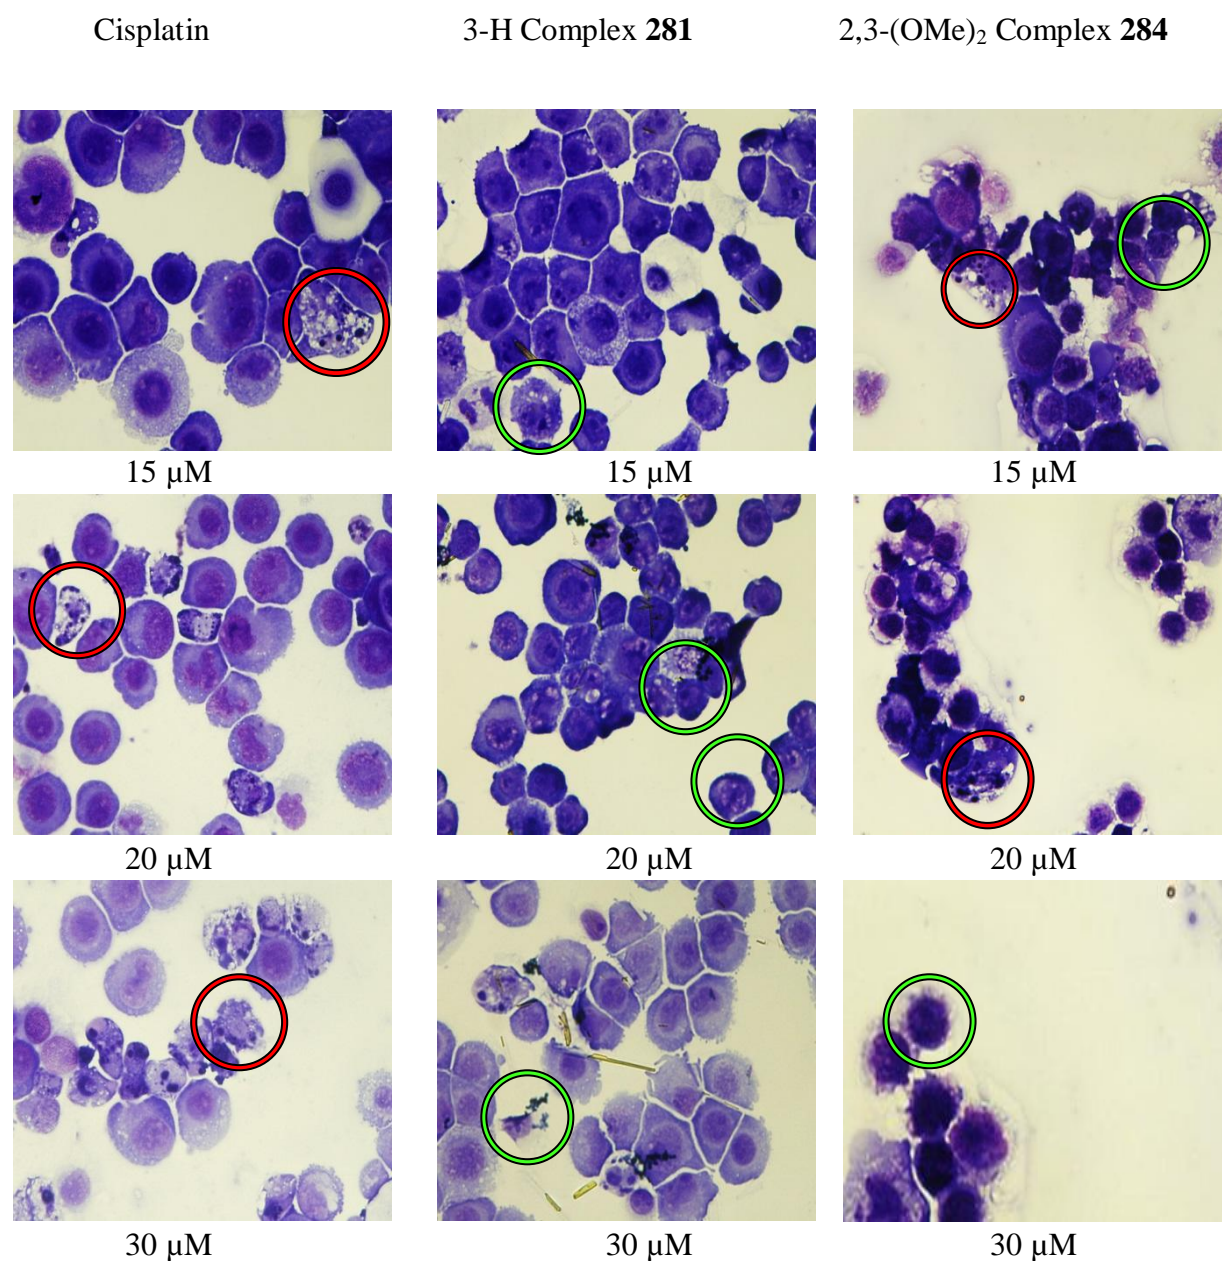 Cisplatin 3-H Complex 281 2,3-(OMe)₂ Complex 284
15 µM 15 µM 15 µM
20 µM 20 µM 20 µM
30 µM 30 µM 30 µM